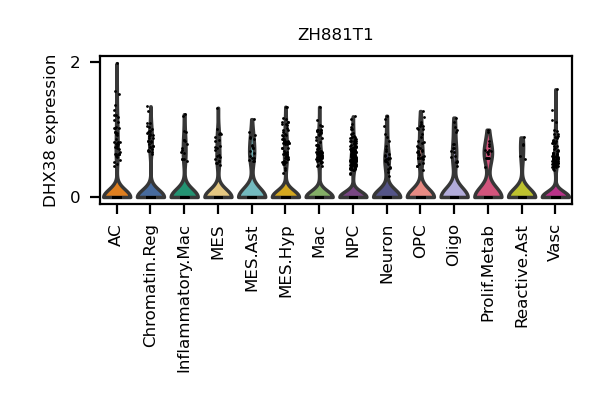 ZH881T1
DHX38 expression
2
0
AC
Chromatin.Reg
Inflammatory.Mac
MES
MES.Ast
MES.Hyp
Mac
NPC
Neuron
OPC
Oligo
Prolif.Metab
Reactive.Ast
Vasc